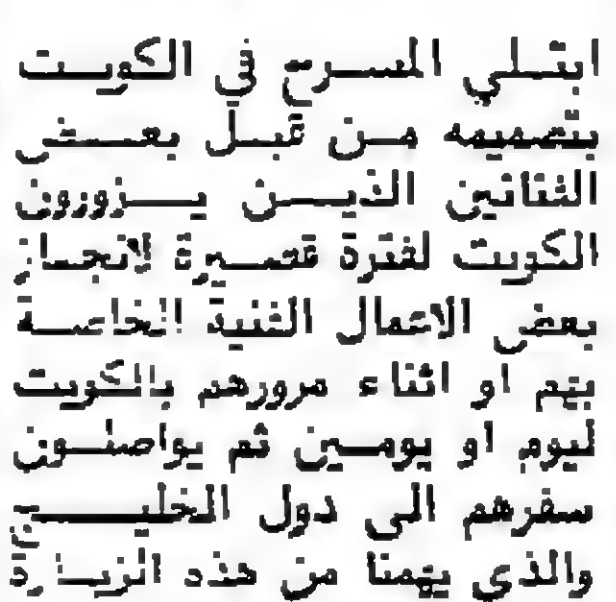 ابتلي المسرح في الكويت
بتصميمه من قبل بعض
الفنانين الذين يزورون
الكويت لفترة قصيرة لانجاز
بعض الاعمال الفنية الخاصة
بهم او اثناء مرورهم بالكويت
ليوم او يومين ثم يواصلون
سفرهم الى دول الخليج
والذي يهمنا من هذه الزيارة